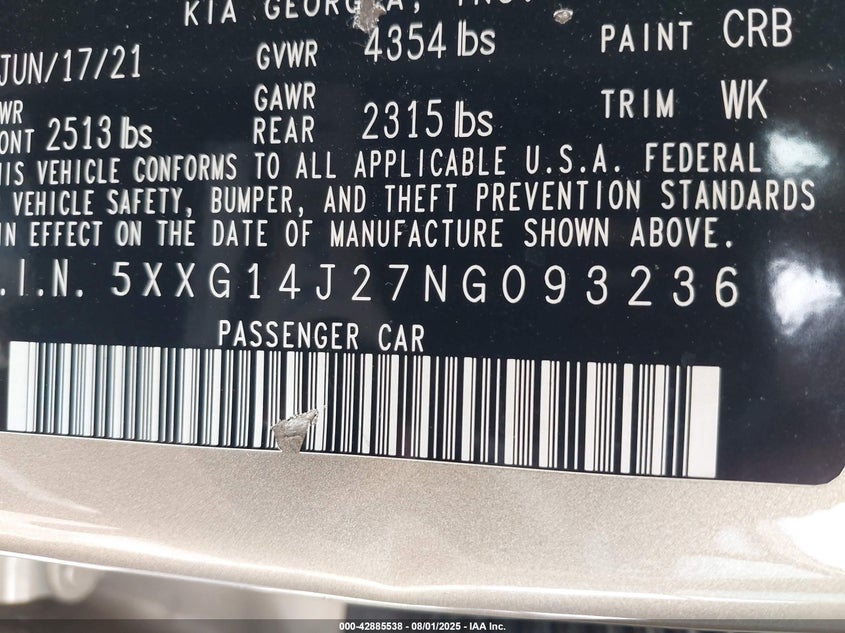 KIA GEORGIA, INC.
JUN/17/21 GVWR 4354 lbs PAINT CRB
WR GAWR
ONT 2513 lbs REAR 2315 lbs TRIM WK
IS VEHICLE CONFORMS TO ALL APPLICABLE U.S.A. FEDERAL
VEHICLE SAFETY, BUMPER, AND THEFT PREVENTION STANDARDS
IN EFFECT ON THE DATE OF MANUFACTURE SHOWN ABOVE.
.I.N. 5XXG14J27NG093236
PASSENGER CAR
000-42885538 - 08/01/2025 - IAA Inc.